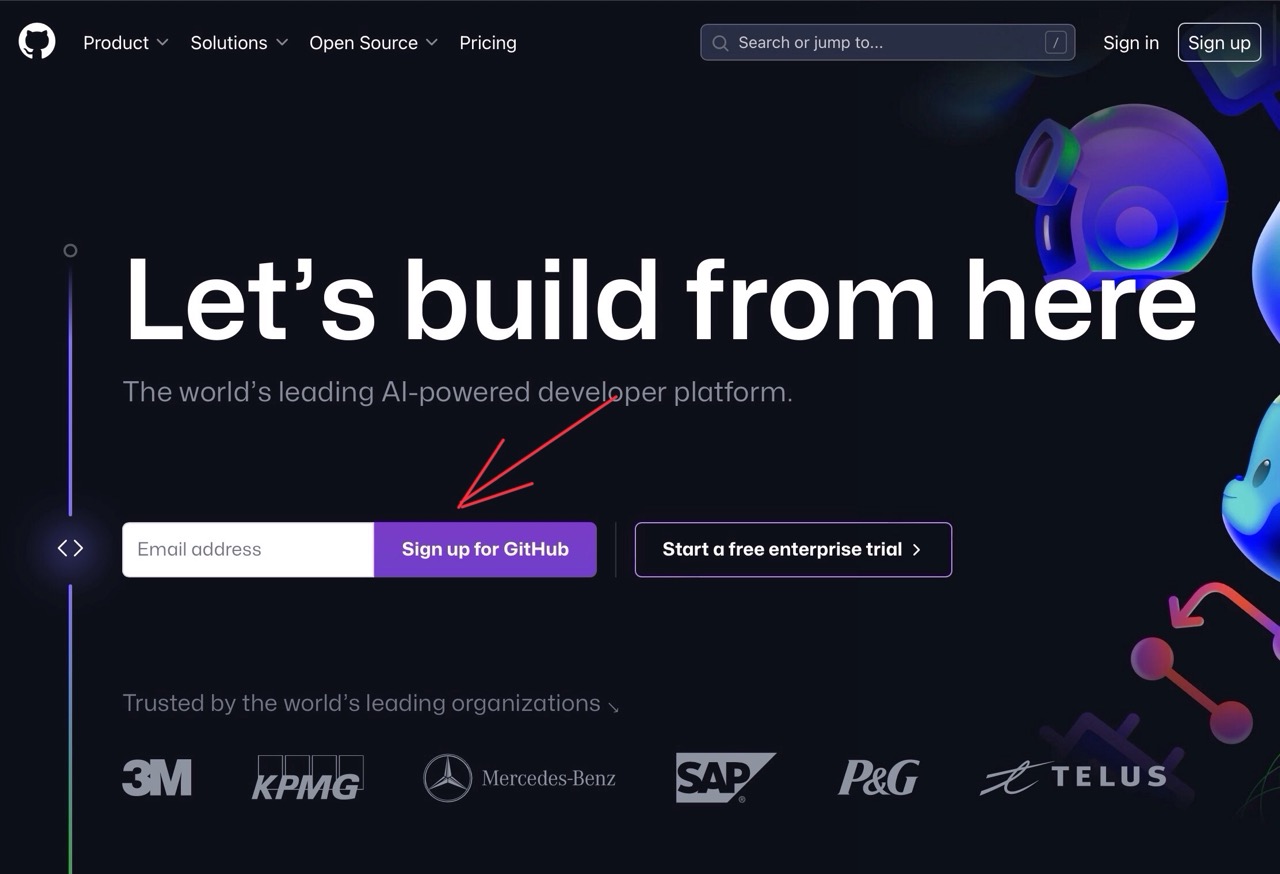 Product Solutions Open Source Pricing Search or jump to... / Sign in Sign up
Let’s build from here
The world’s leading AI-powered developer platform.
Email address Sign up for GitHub Start a free enterprise trial
Trusted by the world’s leading organizations
3M KPMG Mercedes-Benz SAP® P&G TELUS